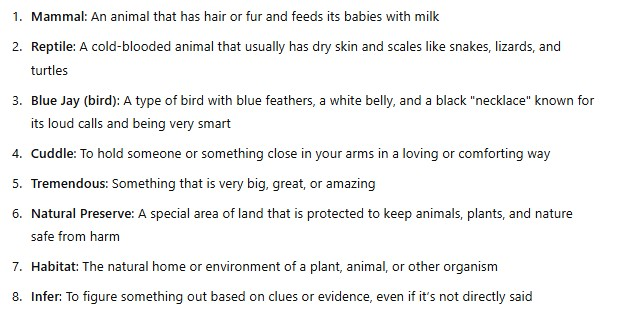 1. Mammal: An animal that has hair or fur and feeds its babies with milk
2. Reptile: A cold-blooded animal that usually has dry skin and scales like snakes, lizards, and
turtles
3. Blue Jay (bird): A type of bird with blue feathers, a white belly, and a black "necklace" known for
its loud calls and being very smart
4. Cuddle: To hold someone or something close in your arms in a loving or comforting way
5. Tremendous: Something that is very big, great, or amazing
6. Natural Preserve: A special area of land that is protected to keep animals, plants, and nature
safe from harm
7. Habitat: The natural home or environment of a plant, animal, or other organism
8. Infer: To figure something out based on clues or evidence, even if it's not directly said